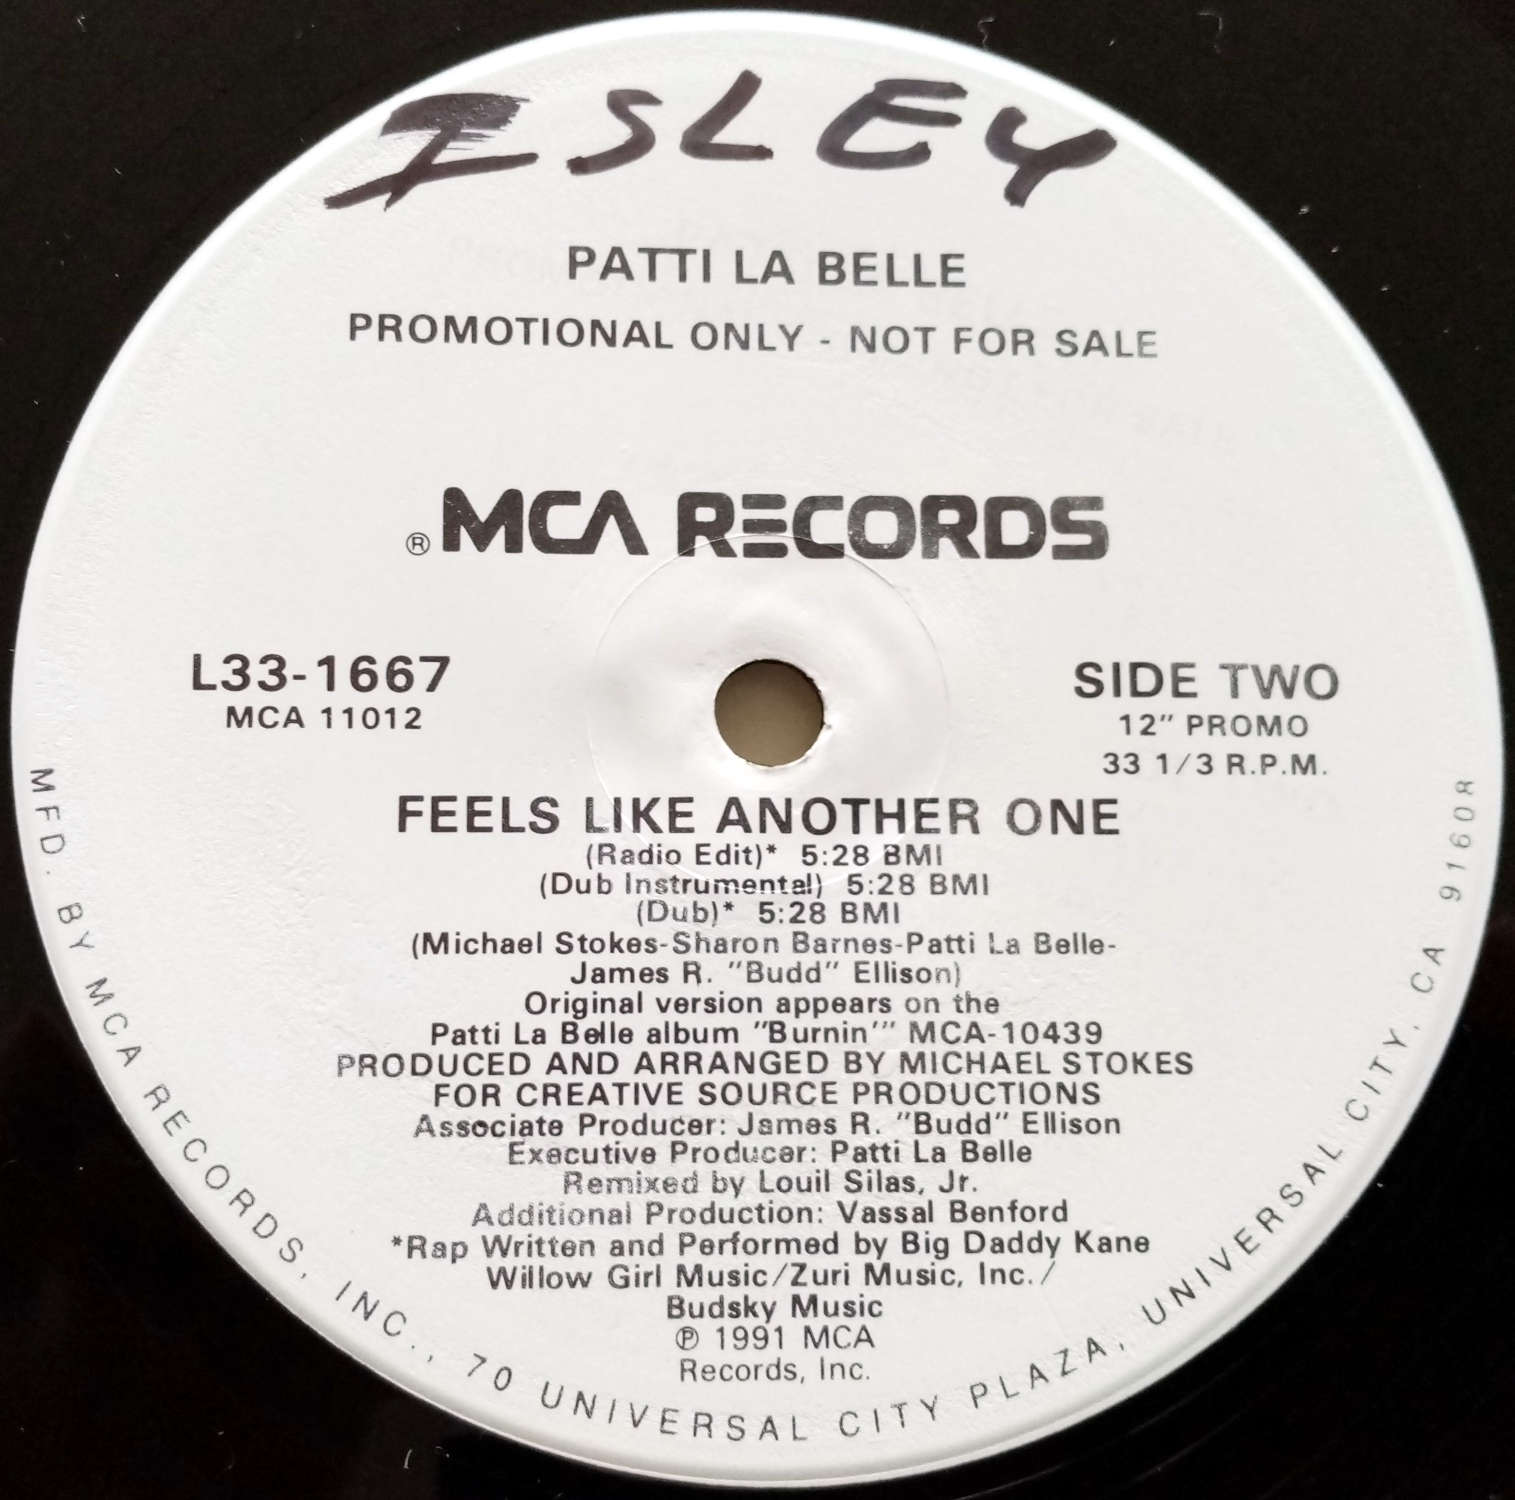 ISLEY
PATTI LA BELLE
PROMOTIONAL ONLY - NOT FOR SALE
® MCA RECORDS
L33-1667
MCA 11012
SIDE TWO
12" PROMO
33 1/3 R.P.M.
FEELS LIKE ANOTHER ONE
(Radio Edit)* 5:28 BMI
(Dub Instrumental) 5:28 BMI
(Dub)* 5:28 BMI
(Michael Stokes-Sharon Barnes-Patti La Belle-
James R. "Budd" Ellison)
Original version appears on the
Patti La Belle album "Burnin'" MCA-10439
PRODUCED AND ARRANGED BY MICHAEL STOKES
FOR CREATIVE SOURCE PRODUCTIONS
Associate Producer: James R. "Budd" Ellison
Executive Producer: Patti La Belle
Remixed by Louil Silas, Jr.
Additional Production: Vassal Benford
*Rap Written and Performed by Big Daddy Kane
Willow Girl Music/Zuri Music, Inc./
Budsky Music
℗ 1991 MCA
Records, Inc.
MFD. BY MCA RECORDS, INC., 70 UNIVERSAL CITY PLAZA, UNIVERSAL CITY, CA 91608